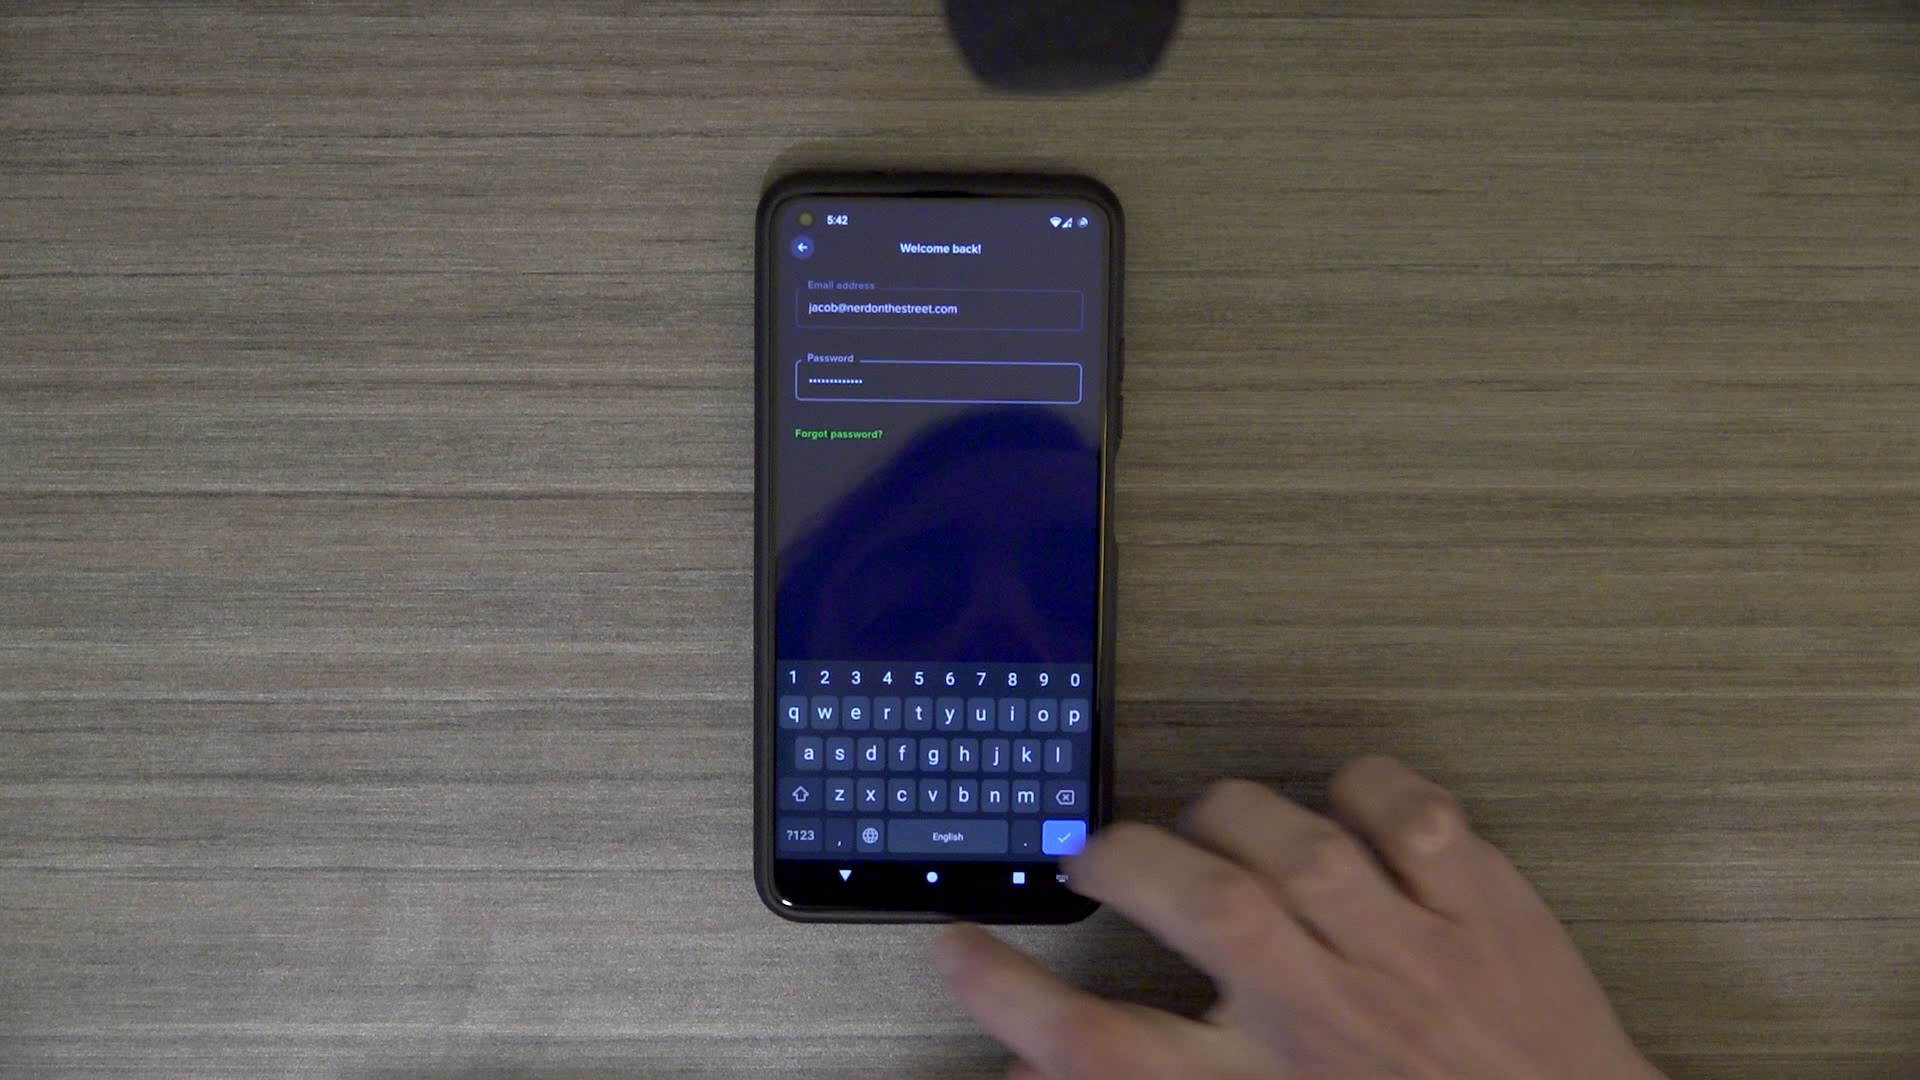 5:42
Welcome back!
Email address
jacob@nerdonthestreet.com
Password
•••••••••••••
Forgot password?
1 2 3 4 5 6 7 8 9 0
q w e r t y u i o p
a s d f g h j k l
z x c v b n m
?123 , English .